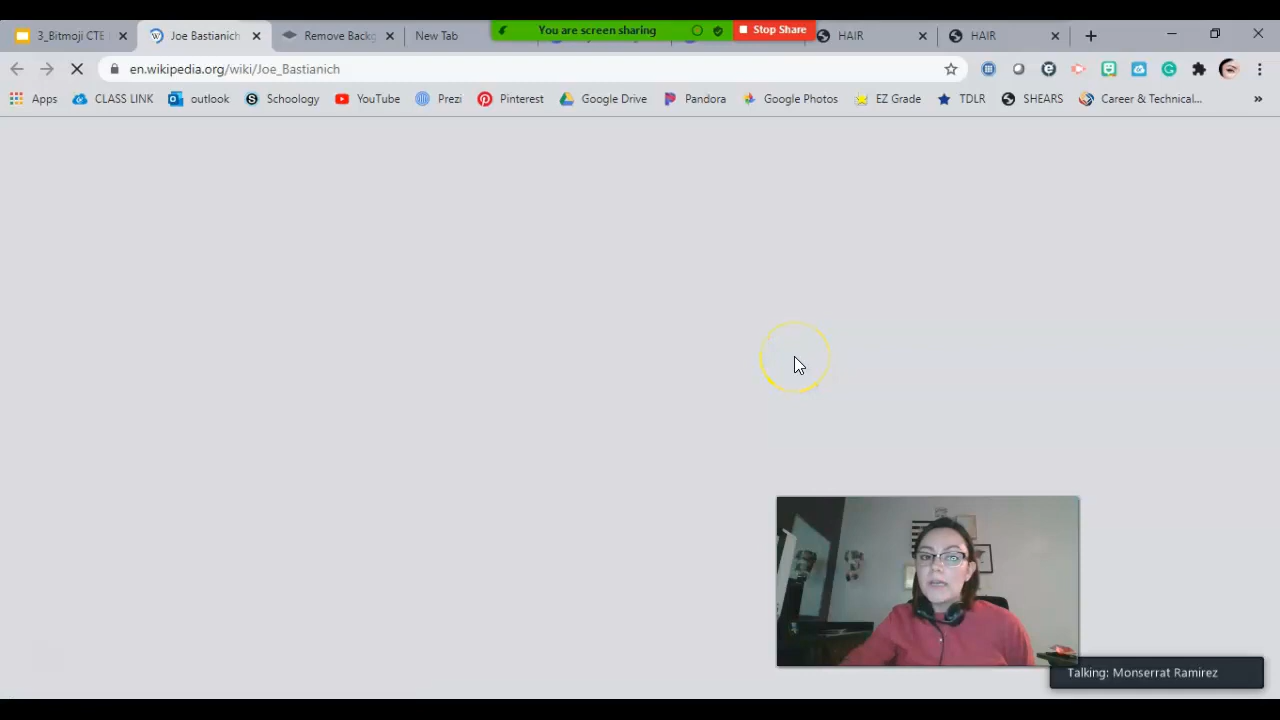 3_Bitmoji CTE
Joe Bastianich
Remove Backg
New Tab
You are screen sharing
Stop Share
HAIR
HAIR
en.wikipedia.org/wiki/Joe_Bastianich
Apps
CLASS LINK
outlook
Schoology
YouTube
Prezi
Pinterest
Google Drive
Pandora
Google Photos
EZ Grade
TDLR
SHEARS
Career & Technical...
Talking: Monserrat Ramirez